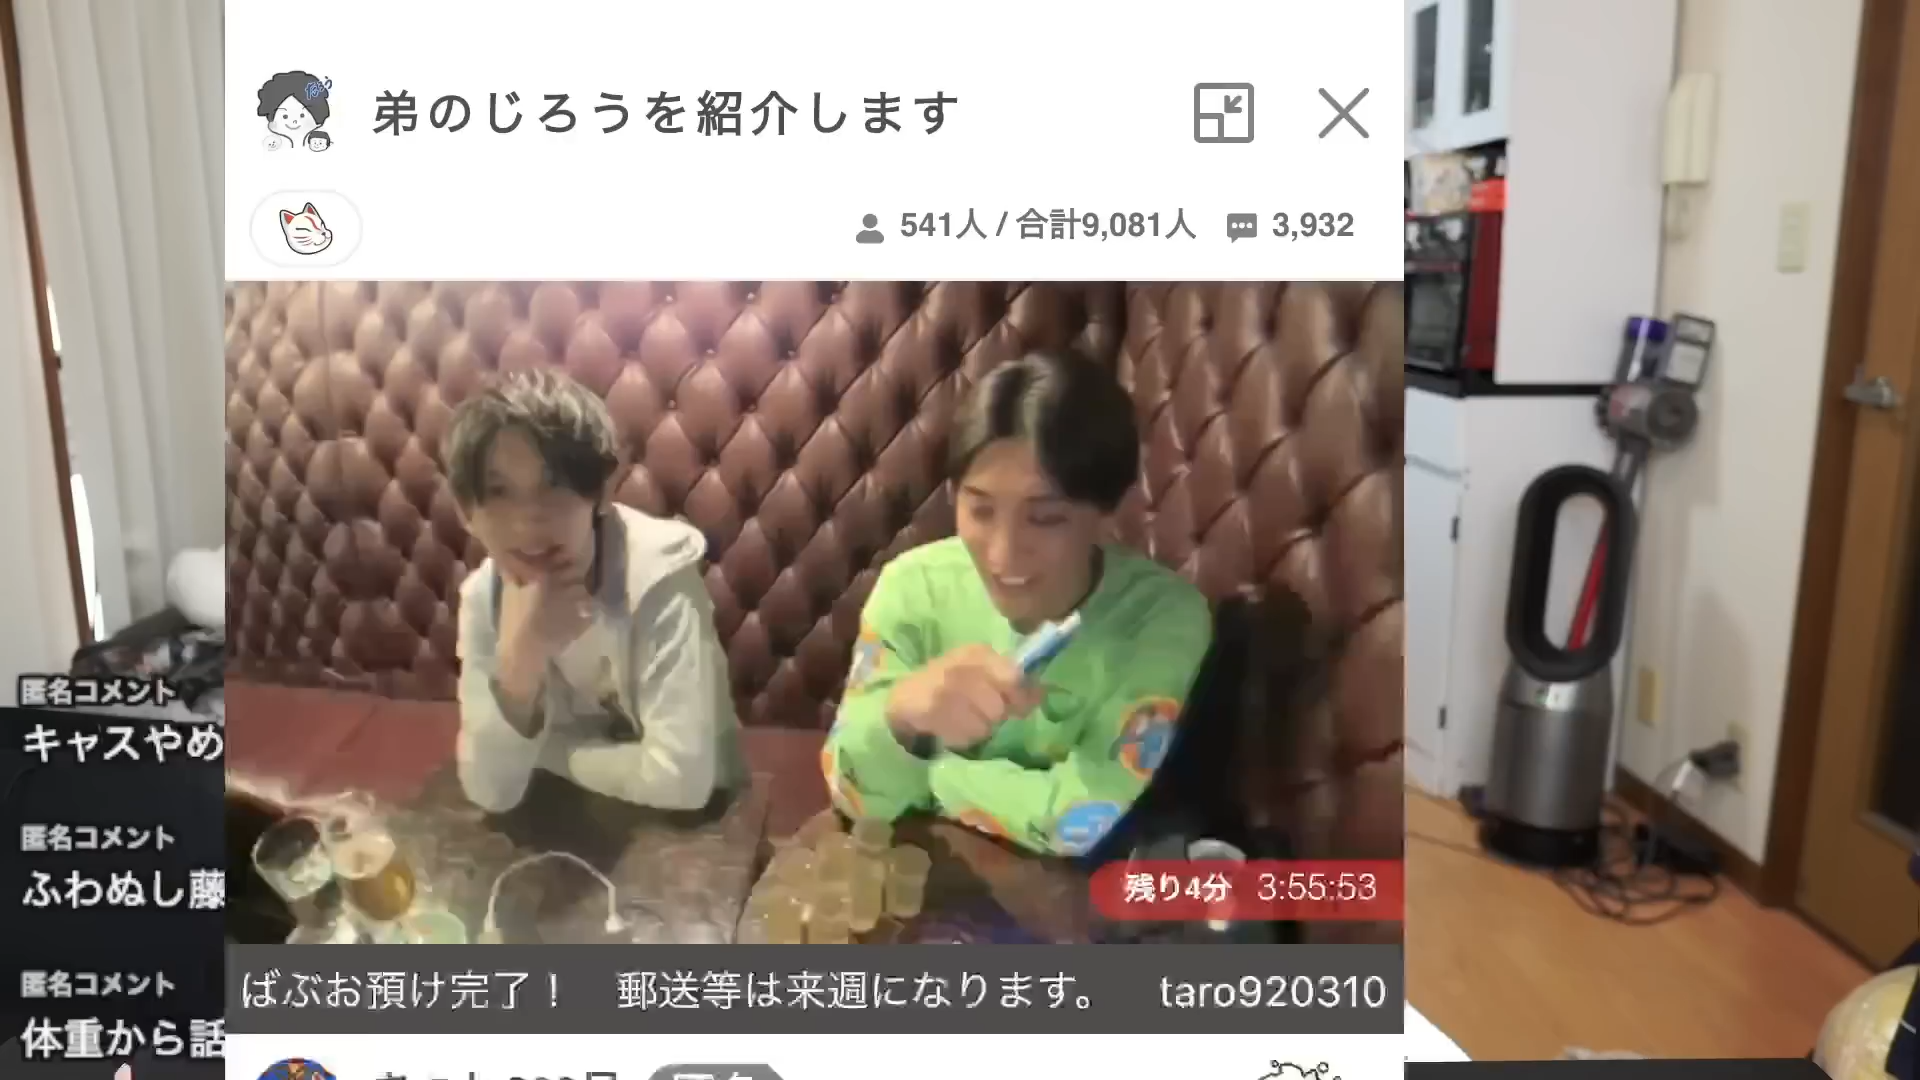 弟のじろうを紹介します
541人 / 合計9,081人 3,932
残り4分 3:55:53
ばぶお預け完了！ 郵送等は来週になります。 taro920310
匿名コメント
キャスやめ
匿名コメント
ふわぬし藤
匿名コメント
体重から話